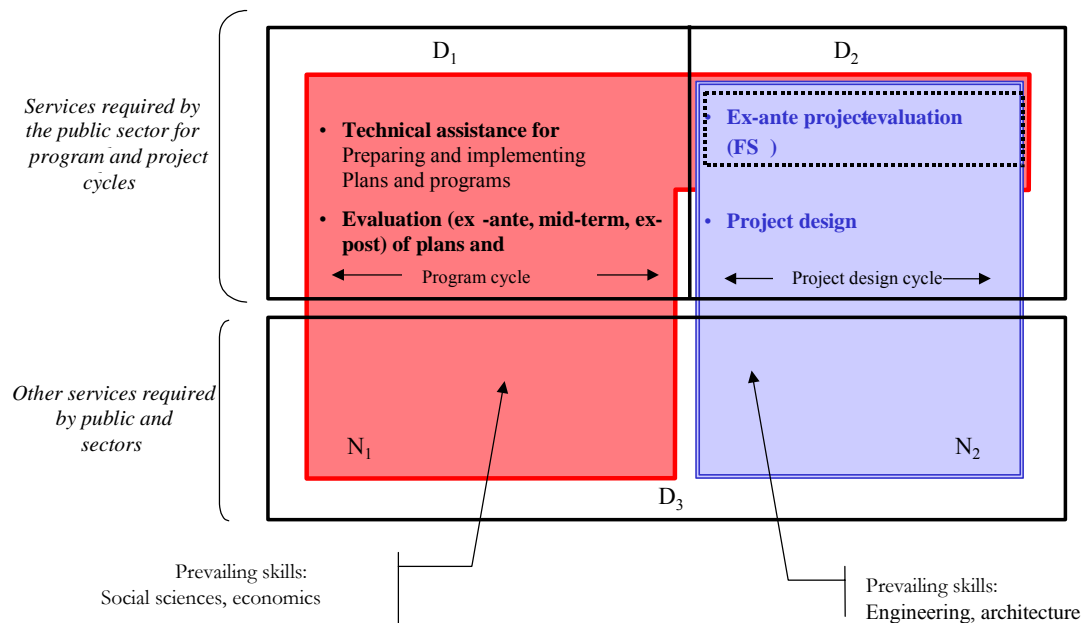 D1
D2
Services required by
the public sector for
program and project
cycles
• Technical assistance for
Preparing and implementing
Plans and programs
• Evaluation (ex -ante, mid-term, ex-
post) of plans and
Program cycle
• Ex-ante project-evaluation
(FS )
• Project design
Project design cycle
Other services required
by public and
sectors
N1
N2
D3
Prevailing skills:
Social sciences, economics
Prevailing skills:
Engineering, architecture